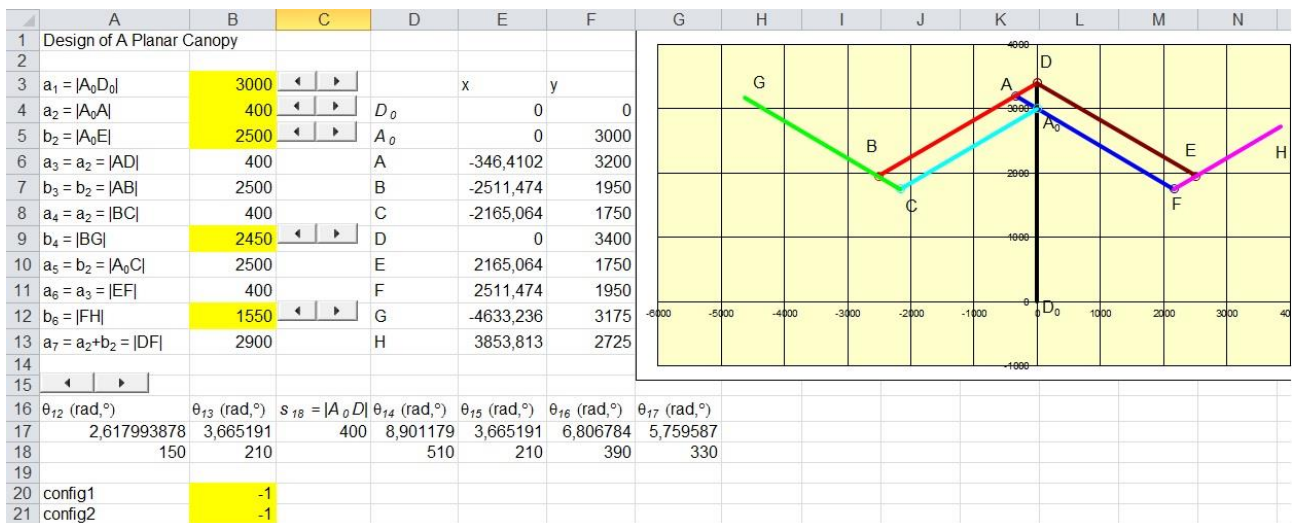 A B C D E F G H I J K L M N
1 Design of A Planar Canopy
2
3 a1 = |A0D0| 3000 x y
4 a2 = |A0A| 400 D0 0 0
5 b2 = |A0E| 2500 A0 0 3000
6 a3 = a2 = |AD| 400 A -346,4102 3200
7 b3 = b2 = |AB| 2500 B -2511,474 1950
8 a4 = a2 = |BC| 400 C -2165,064 1750
9 b4 = |BG| 2450 D 0 3400
10 a5 = b2 = |A0C| 2500 E 2165,064 1750
11 a6 = a3 = |EF| 400 F 2511,474 1950
12 b6 = |FH| 1550 G -4633,236 3175
13 a7 = a2+b2 = |DF| 2900 H 3853,813 2725
14
15
16 θ12 (rad,°) θ13 (rad,°) s18 = |A0D| θ14 (rad,°) θ15 (rad,°) θ16 (rad,°) θ17 (rad,°)
17 2,617993878 3,665191 400 8,901179 3,665191 6,806784 5,759587
18 150 210 510 210 390 330
19
20 config1 -1
21 config2 -1
4000
D
G
A
3000
A0
B
E
H
2000
C
F
1000
0
D0
-6000 -5000 -4000 -3000 -2000 -1000 0 1000 2000 3000 40
-1000